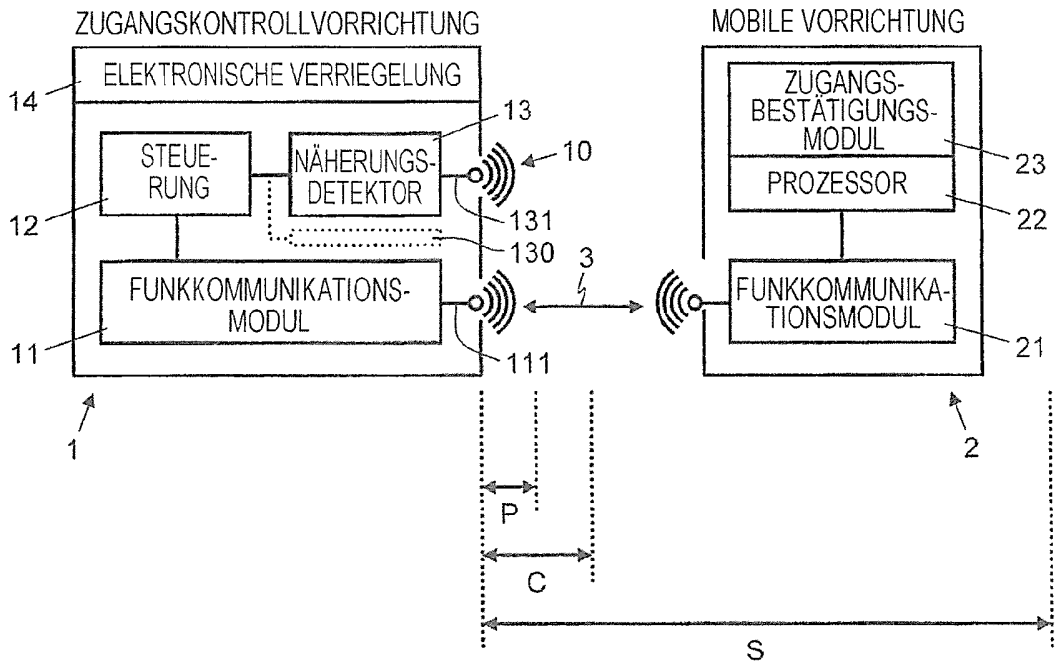 ZUGANGSKONTROLLVORRICHTUNG
MOBILE VORRICHTUNG
ELEKTRONISCHE VERRIEGELUNG
14
13
10
STEUE-
RUNG
NÄHERUNGS-
DETEKTOR
12
131
130
FUNKKOMMUNIKATIONS-
MODUL
11
111
3
ZUGANGS-
BESTÄTIGUNGS-
MODUL
23
PROZESSOR
22
FUNKKOMMUNIKA-
TIONSMODUL
21
1
2
P
C
S